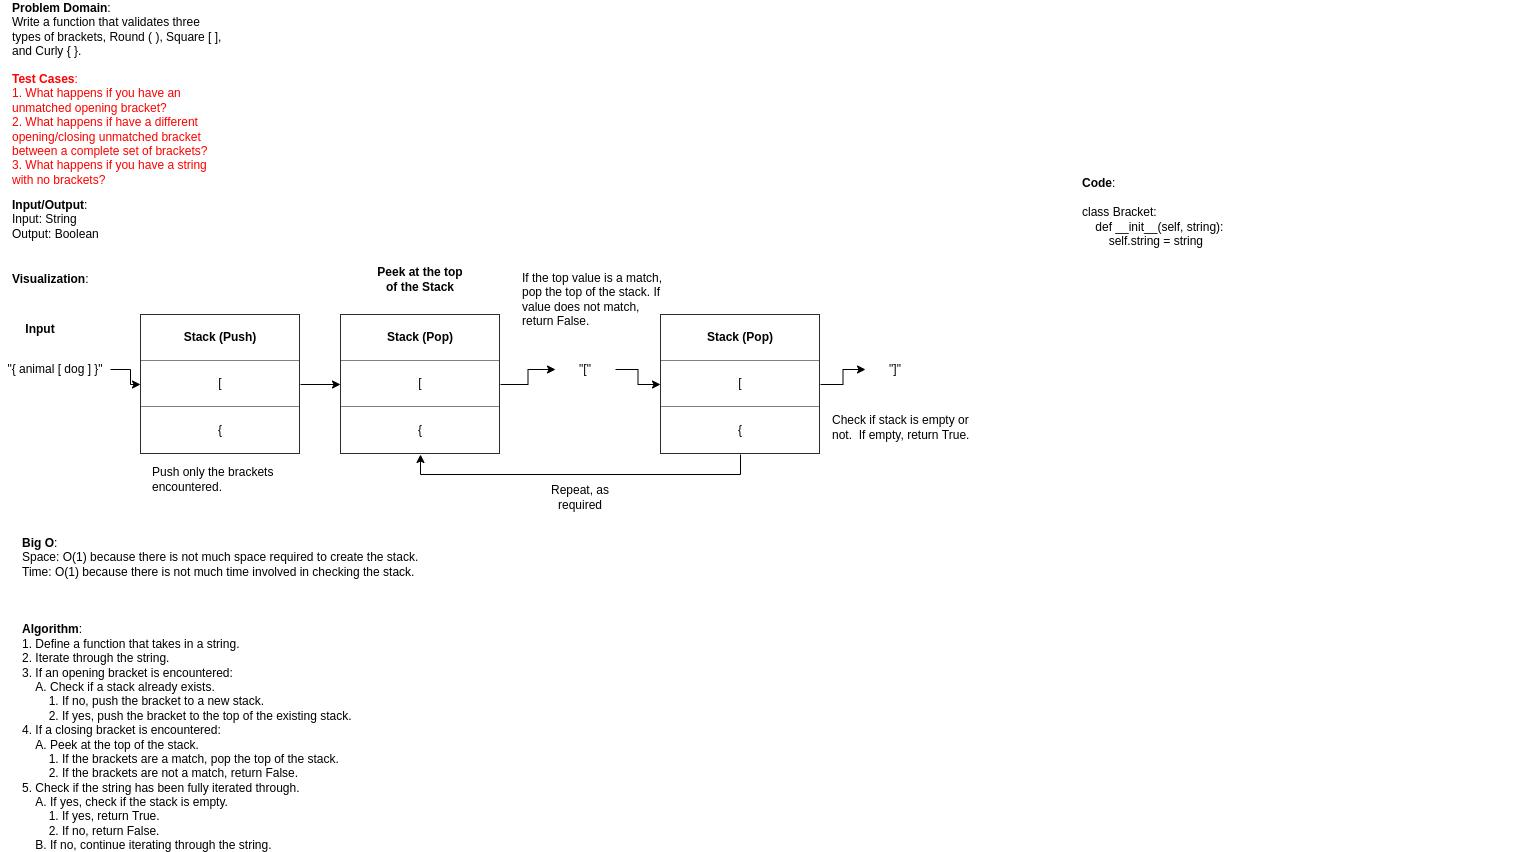 Problem Domain:
Write a function that validates three
types of brackets, Round ( ), Square [ ],
and Curly { }.
Test Cases:
1. What happens if you have an
unmatched opening bracket?
2. What happens if have a different
opening/closing unmatched bracket
between a complete set of brackets?
3. What happens if you have a string
with no brackets?
Input/Output:
Input: String
Output: Boolean
Code:
class Bracket:
def __init__(self, string):
self.string = string
Visualization:
Peek at the top
of the Stack
If the top value is a match,
pop the top of the stack. If
value does not match,
return False.
Input
"{ animal [ dog ] }"
Stack (Push)
[
{
Push only the brackets
encountered.
Stack (Pop)
[
{
"["
Stack (Pop)
[
{
"]"
Check if stack is empty or
not.  If empty, return True.
Repeat, as
required
Big O:
Space: O(1) because there is not much space required to create the stack.
Time: O(1) because there is not much time involved in checking the stack.
Algorithm:
1. Define a function that takes in a string.
2. Iterate through the string.
3. If an opening bracket is encountered:
A. Check if a stack already exists.
1. If no, push the bracket to a new stack.
2. If yes, push the bracket to the top of the existing stack.
4. If a closing bracket is encountered:
A. Peek at the top of the stack.
1. If the brackets are a match, pop the top of the stack.
2. If the brackets are not a match, return False.
5. Check if the string has been fully iterated through.
A. If yes, check if the stack is empty.
1. If yes, return True.
2. If no, return False.
B. If no, continue iterating through the string.